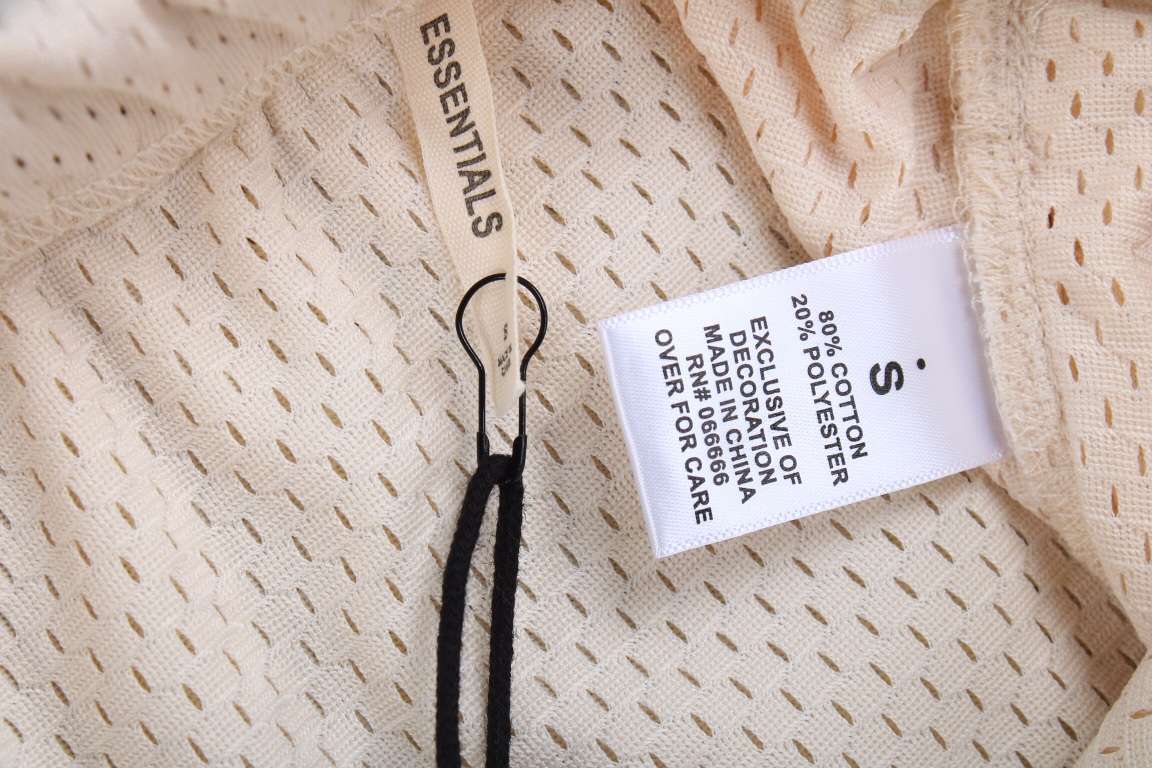 ESSENTIALS
S
S
80% COTTON
20% POLYESTER
EXCLUSIVE OF
DECORATION
MADE IN CHINA
RN# 066666
OVER FOR CARE